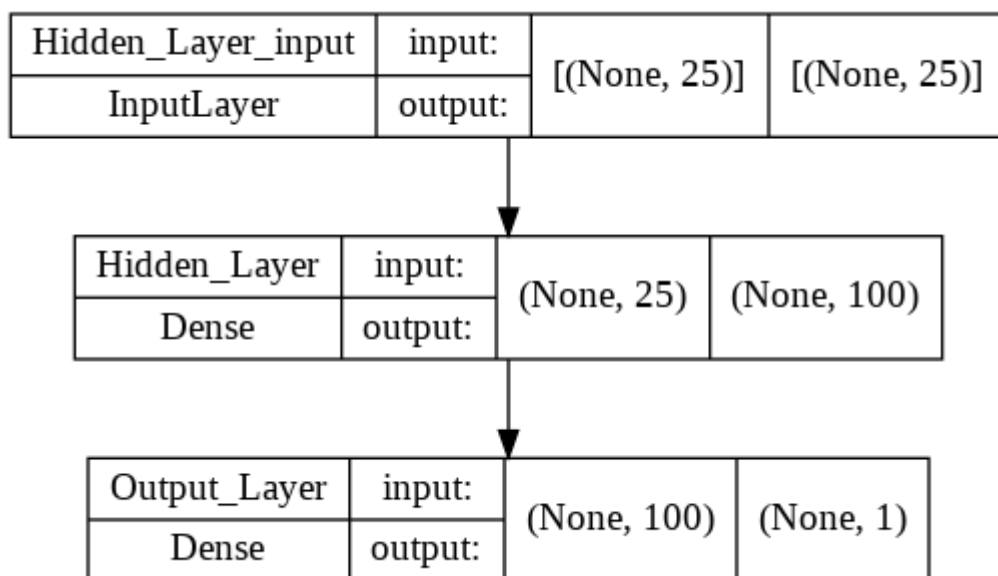 Hidden_Layer_input input: [(None, 25)] [(None, 25)]
InputLayer output:
Hidden_Layer input: (None, 25) (None, 100)
Dense output:
Output_Layer input: (None, 100) (None, 1)
Dense output: